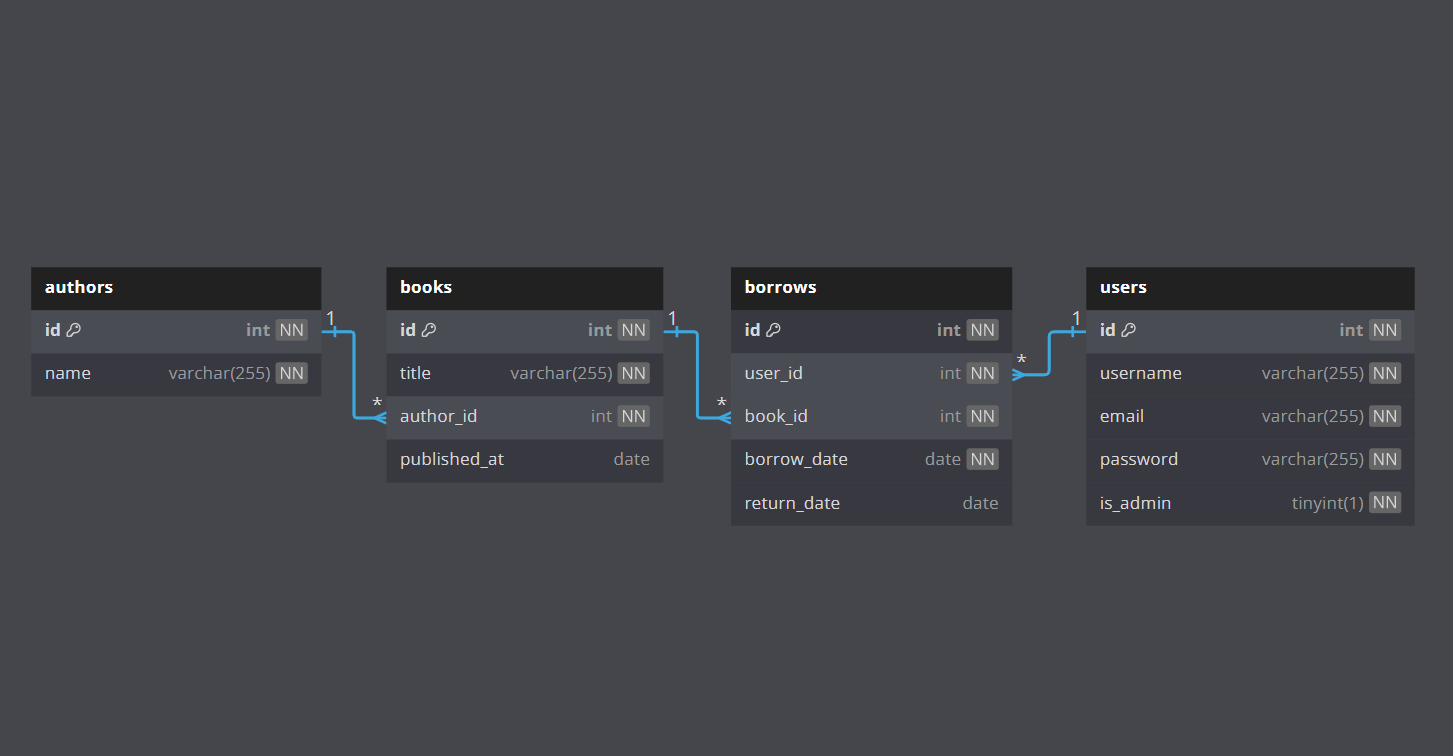 authors
id int NN
name varchar(255) NN
1
*
books
id int NN
title varchar(255) NN
author_id int NN
published_at date
1
*
borrows
id int NN
user_id int NN
book_id int NN
borrow_date date NN
return_date date
*
1
users
id int NN
username varchar(255) NN
email varchar(255) NN
password varchar(255) NN
is_admin tinyint(1) NN